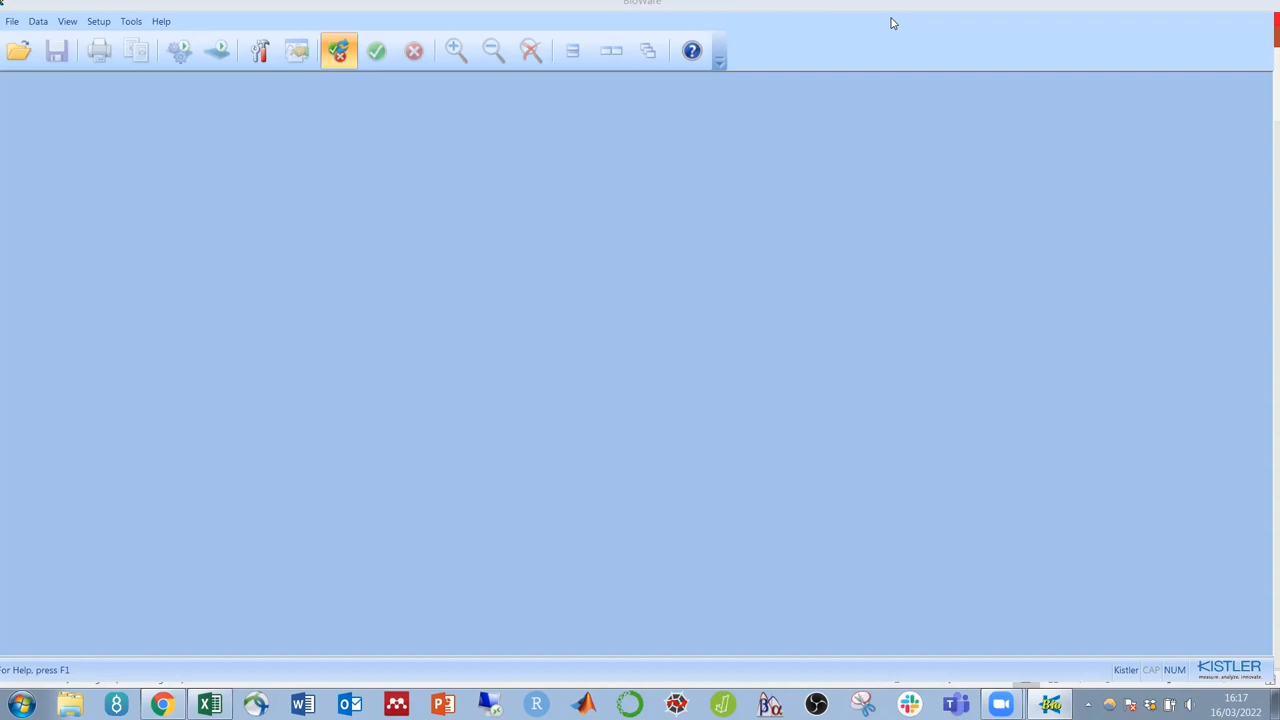 BioWare
File Data View Setup Tools Help
For Help, press F1
Kistler CAP NUM
KISTLER
measure. analyze. innovate.
16:17
16/03/2022